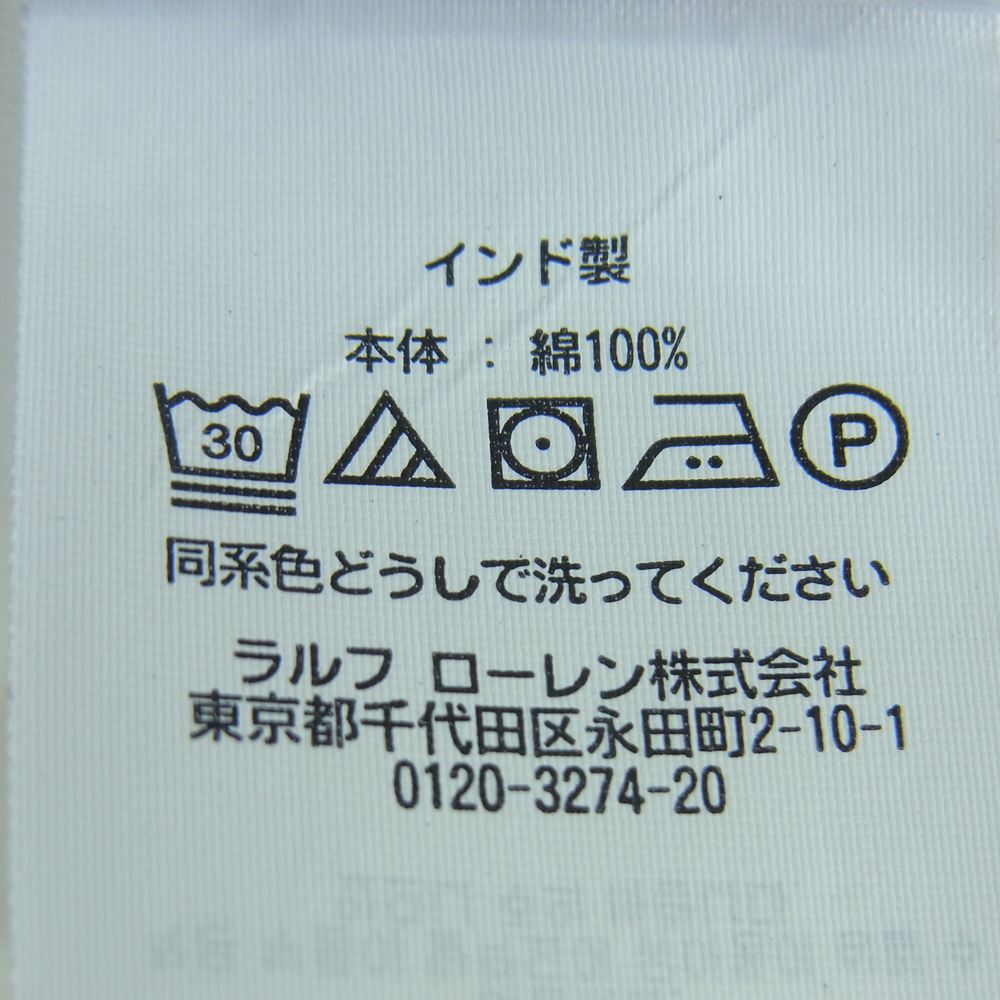 インド製
本体 : 綿100%
30 P
同系色どうしで洗ってください
ラルフ ローレン株式会社
東京都千代田区永田町2-10-1
0120-3274-20